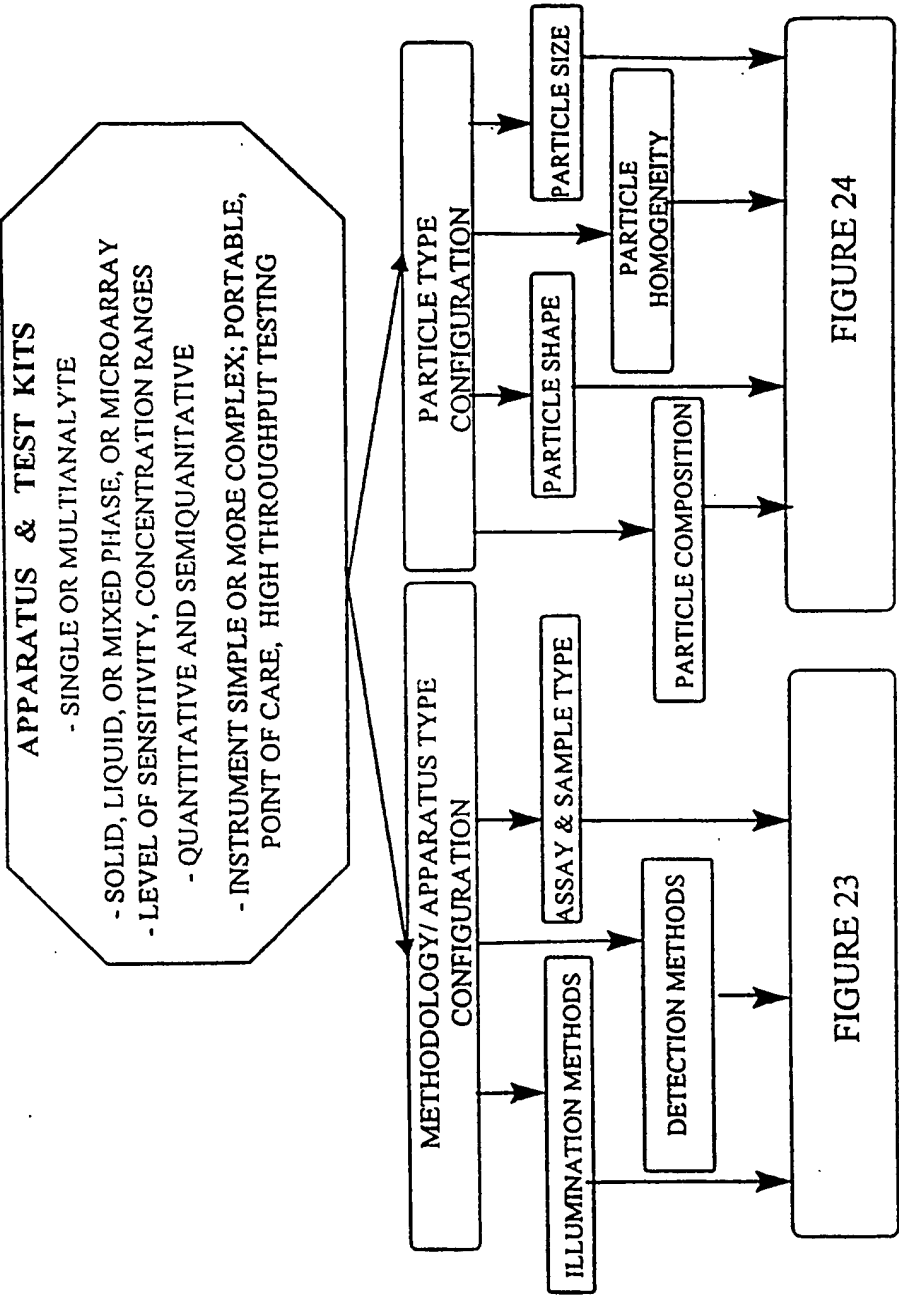 APPARATUS & TEST KITS
- SINGLE OR MULTIANALYTE
- SOLID, LIQUID, OR MIXED PHASE, OR MICROARRAY
- LEVEL OF SENSITIVITY, CONCENTRATION RANGES
- QUANTITATIVE AND SEMIQUANITATIVE
- INSTRUMENT SIMPLE OR MORE COMPLEX; PORTABLE,
POINT OF CARE, HIGH THROUGHPUT TESTING
METHODOLOGY/ APPARATUS TYPE
CONFIGURATION
ILLUMINATION METHODS
DETECTION METHODS
ASSAY & SAMPLE TYPE
FIGURE 23
PARTICLE TYPE
CONFIGURATION
PARTICLE COMPOSITION
PARTICLE SHAPE
PARTICLE
HOMOGENEITY
PARTICLE SIZE
FIGURE 24